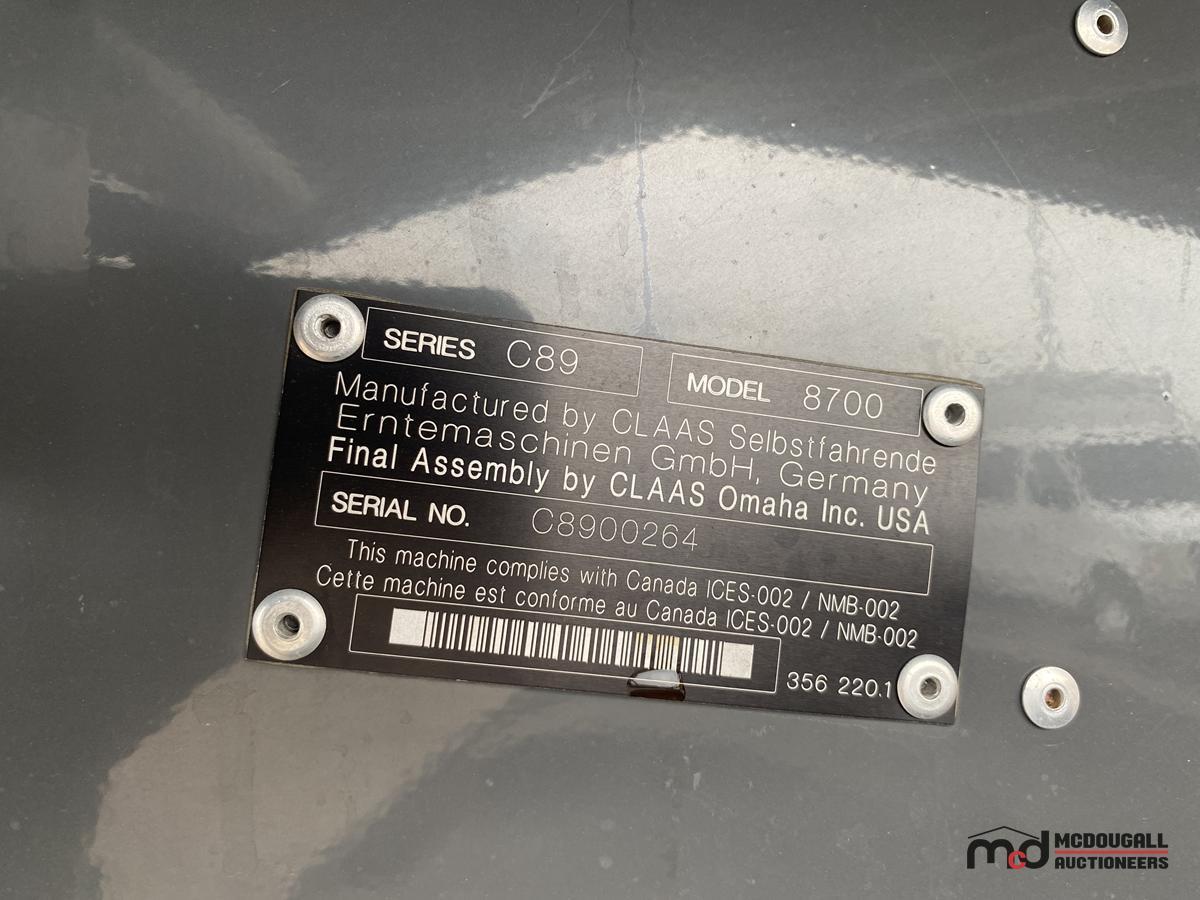 SERIES C89 MODEL 8700
Manufactured by CLAAS Selbstfahrende
Erntemaschinen GmbH, Germany
Final Assembly by CLAAS Omaha Inc. USA
SERIAL NO. C8900264
This machine complies with Canada ICES-002 / NMB-002
Cette machine est conforme au Canada ICES-002 / NMB-002
356 220.1
mcd MCDOUGALL
AUCTIONEERS